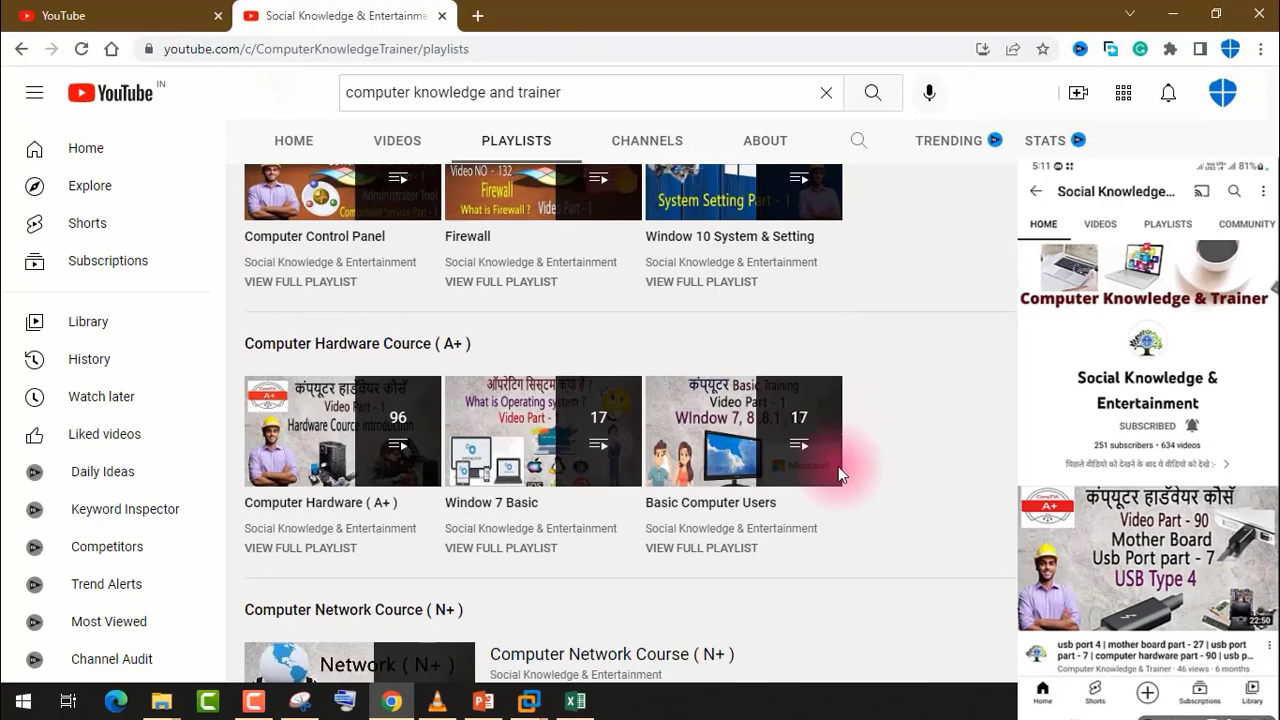 YouTube
Social Knowledge & Entertainme
youtube.com/c/ComputerKnowledgeTrainer/playlists
YouTube IN
computer knowledge and trainer
HOME VIDEOS PLAYLISTS CHANNELS ABOUT TRENDING STATS
Home
Explore
Shorts
Subscriptions
Library
History
Watch later
Liked videos
Daily Ideas
Keyword Inspector
Competitors
Trend Alerts
Most Viewed
Channel Audit
Administrator Tool
Video NO - 132
Firewall
What is Firewall ?
System Setting Part - 1
Computer Control Panel
Social Knowledge & Entertainment
VIEW FULL PLAYLIST
Firewall
Social Knowledge & Entertainment
VIEW FULL PLAYLIST
Window 10 System & Setting
Social Knowledge & Entertainment
VIEW FULL PLAYLIST
Computer Hardware Cource ( A+ )
CompTIA
A+
कंप्यूटर हार्डवेयर कोर्स
Video Part - 1
Hardware Cource introduction
96
ऑपरेटिंग सिस्टम क्या है ?
What is Operating system ?
Video Part -
17
कंप्यूटर Basic Training
Video Part - 1
WIndow 7, 8 ,8.1
17
Computer Hardware ( A+ )
Social Knowledge & Entertainment
VIEW FULL PLAYLIST
Window 7 Basic
Social Knowledge & Entertainment
VIEW FULL PLAYLIST
Basic Computer Users
Social Knowledge & Entertainment
VIEW FULL PLAYLIST
Computer Network Cource ( N+ )
Network ( N+ )
Computer Network Course ( N+ )
Social Knowledge & Entertainment
5:11
81%
Social Knowledge...
HOME VIDEOS PLAYLISTS COMMUNITY
Computer Knowledge & Trainer
Social Knowledge &
Entertainment
SUBSCRIBED
251 subscribers • 634 videos
पिछले वीडियो को देखने के बाद ये वीडियो को देखे :-
CompTIA
A+
कंप्यूटर हार्डवेयर कोर्स
Video Part - 90
Mother Board
Usb Port part - 7
USB Type 4
22:50
usb port 4 | mother board part - 27 | usb port
part - 7 | computer hardware part - 90 | usb p...
Computer Knowledge & Trainer - 46 views - 6 months
Home Shorts Subscriptions Library